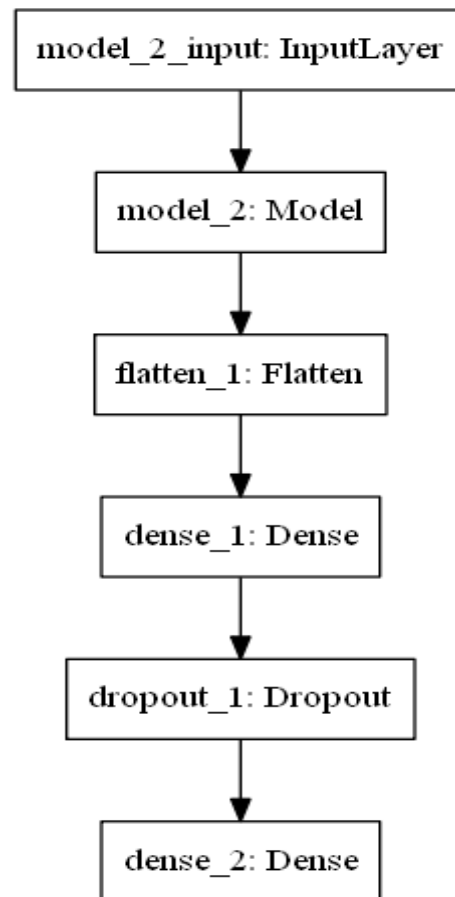 model_2_input: InputLayer
model_2: Model
flatten_1: Flatten
dense_1: Dense
dropout_1: Dropout
dense_2: Dense